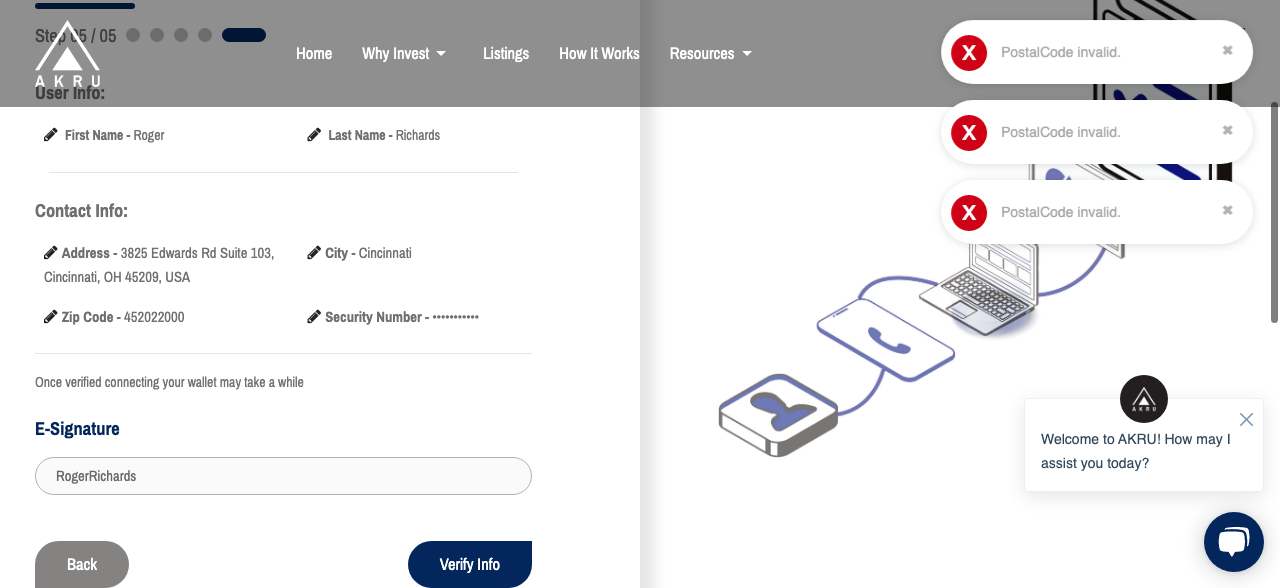 Step 05 / 05
AKRU
Home Why Invest Listings How It Works Resources
User Info:
First Name - Roger Last Name - Richards
Contact Info:
Address - 3825 Edwards Rd Suite 103, City - Cincinnati
Cincinnati, OH 45209, USA
Zip Code - 452022000 Security Number - •••••••••••
Once verified connecting your wallet may take a while
E-Signature
RogerRichards
Back Verify Info
X PostalCode invalid. ✖
X PostalCode invalid. ✖
X PostalCode invalid. ✖
AKRU
Welcome to AKRU! How may I
assist you today?